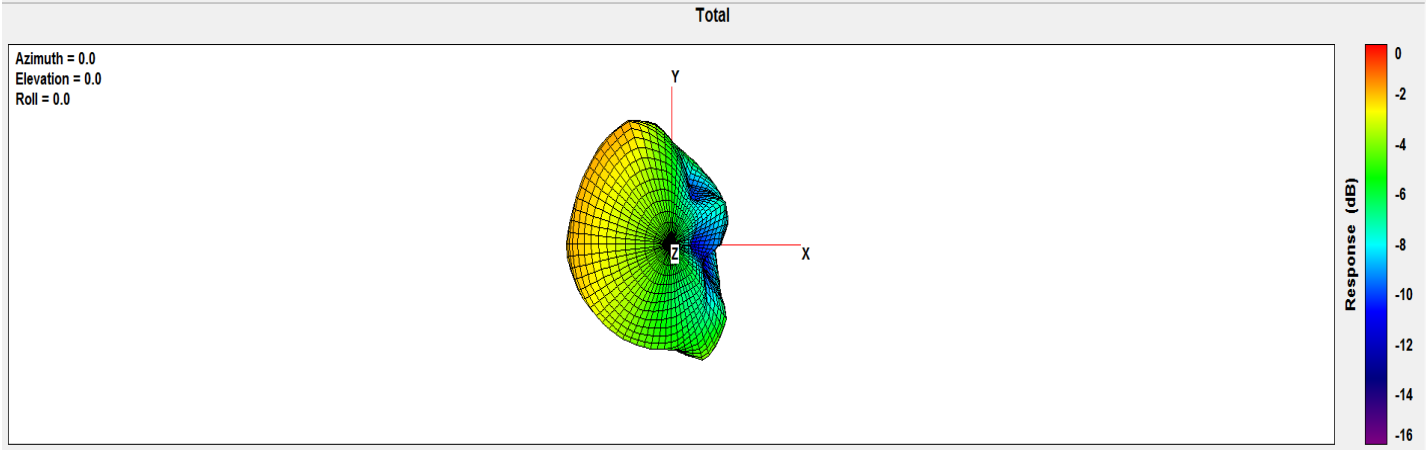 Total
Azimuth = 0.0
Elevation = 0.0
Roll = 0.0
Y
Z
X
0
-2
-4
-6
-8
-10
-12
-14
-16
Response (dB)